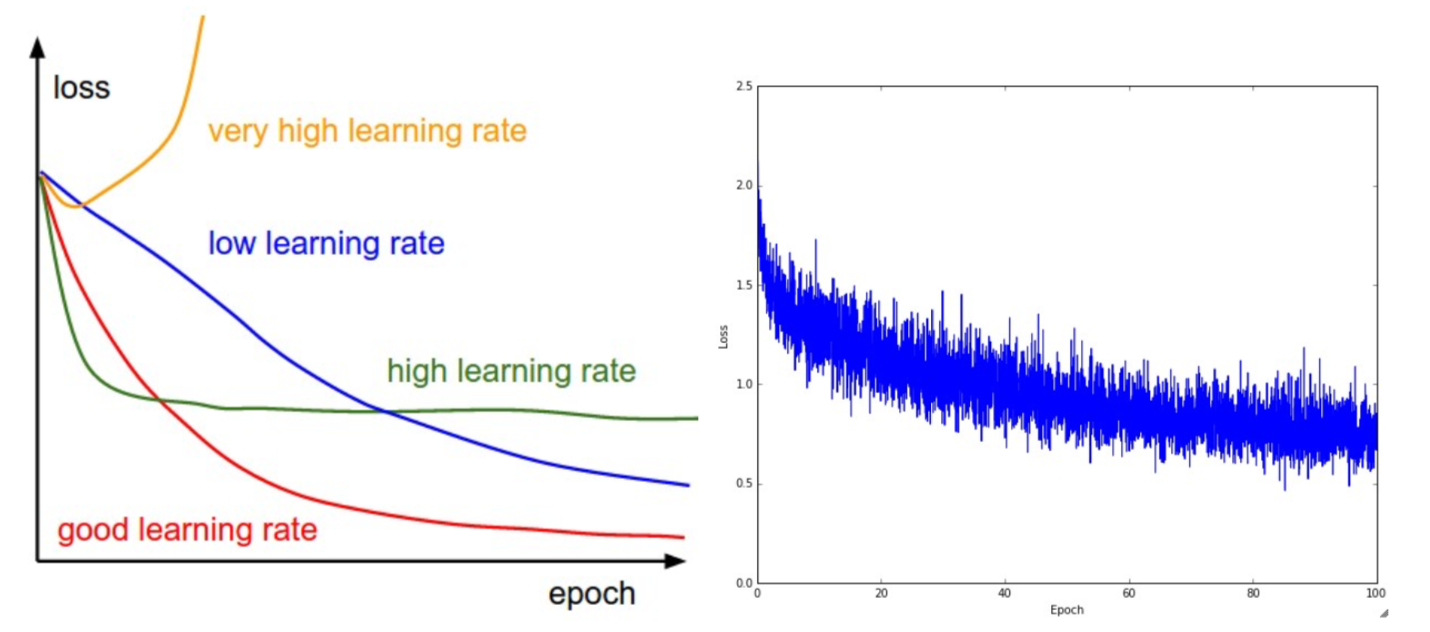 loss
very high learning rate
low learning rate
high learning rate
good learning rate
epoch
2.5
2.0
1.5
1.0
0.5
0.0
Loss
0 20 40 60 80 100
Epoch